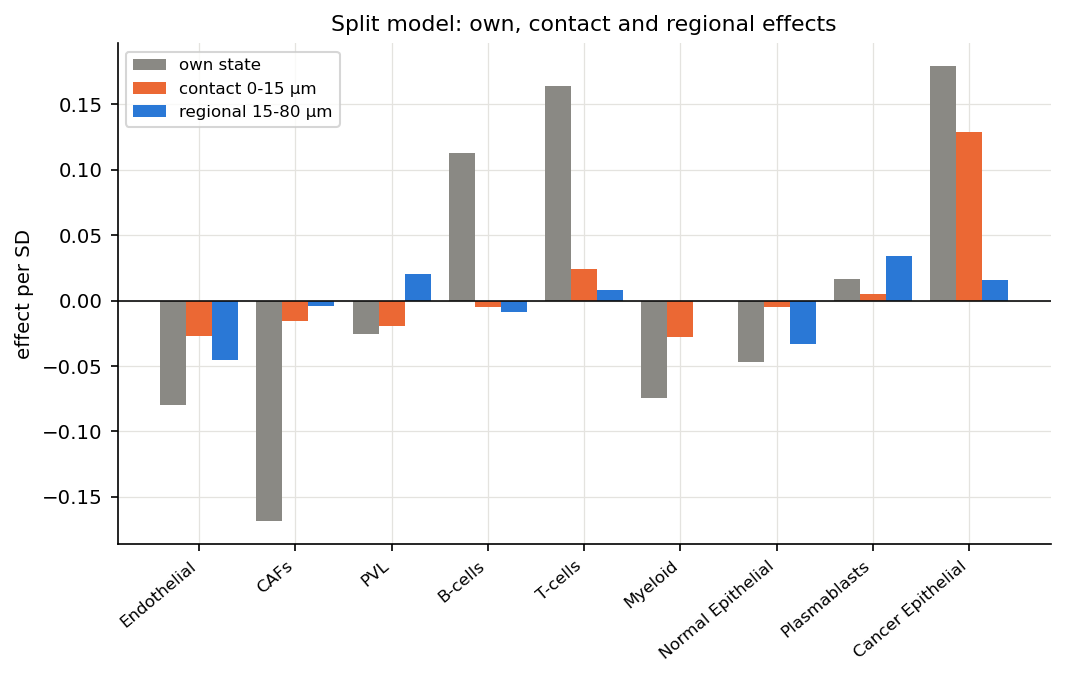 Split model: own, contact and regional effects
own state
contact 0-15 µm
regional 15-80 µm
effect per SD
0.15
0.10
0.05
0.00
−0.05
−0.10
−0.15
Endothelial
CAFs
PVL
B-cells
T-cells
Myeloid
Normal Epithelial
Plasmablasts
Cancer Epithelial